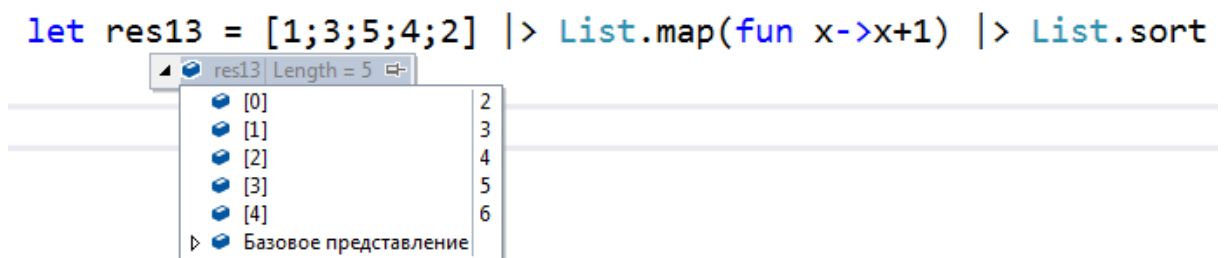 let res13 = [1;3;5;4;2] |> List.map(fun x->x+1) |> List.sort
res13 Length = 5
[0] 2
[1] 3
[2] 4
[3] 5
[4] 6
Базовое представление